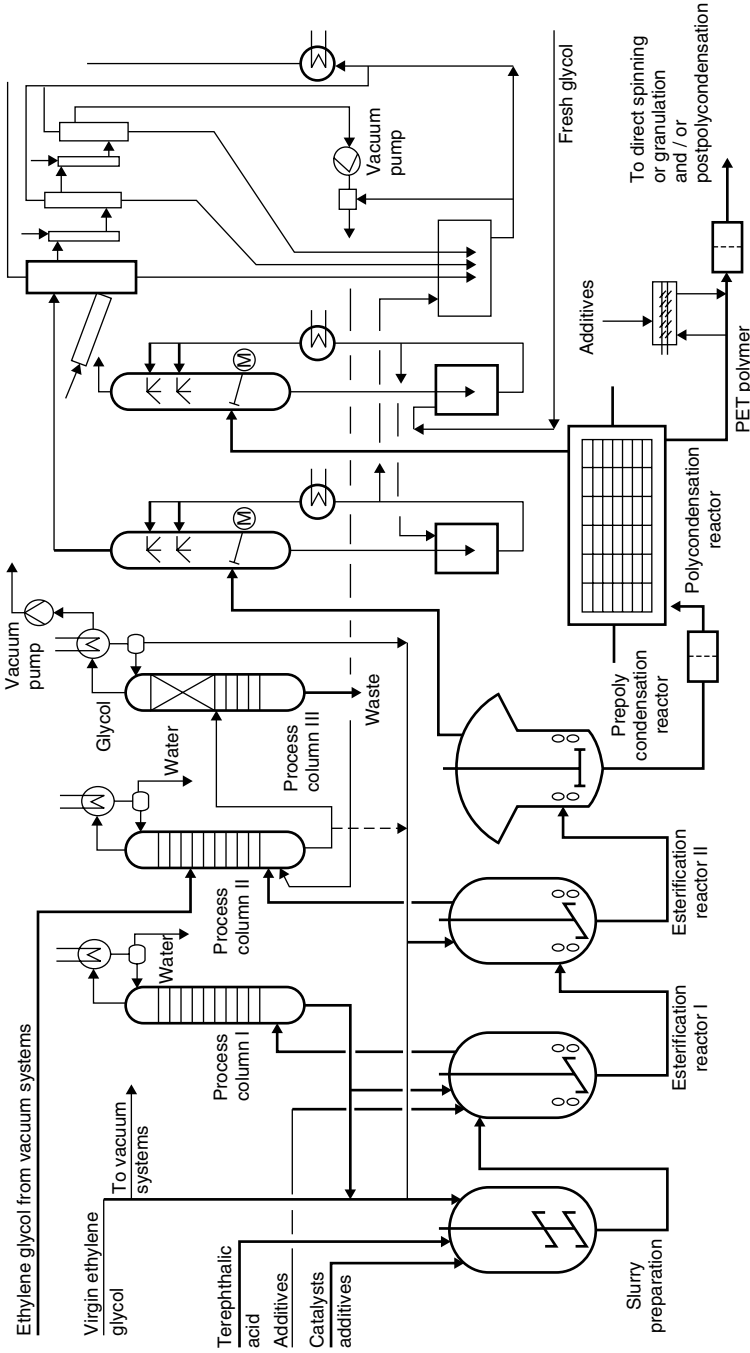 Ethylene glycol from vacuum systems
Virgin ethylene
glycol
To vacuum
systems
Terephthalic
acid
Additives
Catalysts
additives
Slurry
preparation
Process
column I
Water
Esterification
reactor I
Process
column II
Water
Esterification
reactor II
Process
column III
Glycol
Waste
Vacuum
pump
Prepoly
condensation
reactor
M
M
Polycondensation
reactor
PET polymer
Additives
Vacuum
pump
Fresh glycol
To direct spinning
or granulation
and / or
postpolycondensation